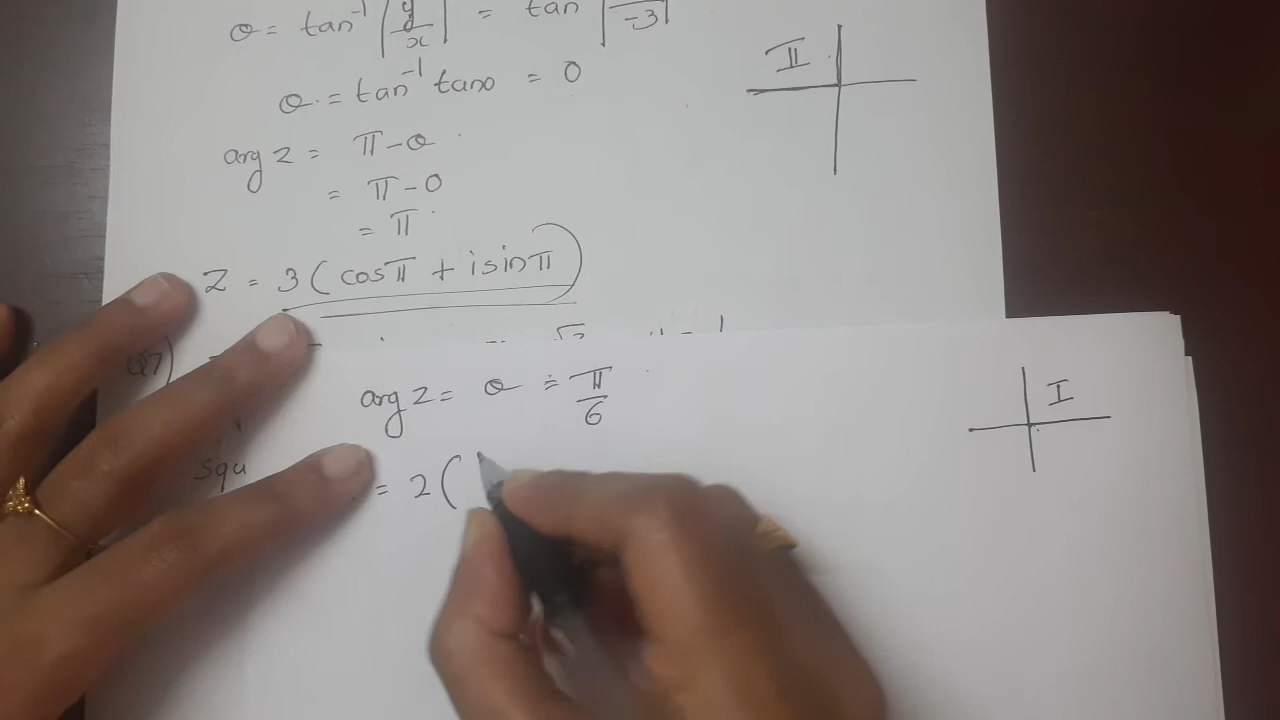 θ = tan⁻¹ |y/x| = tan | /-3|
θ = tan⁻¹ tan0 = 0
II
arg z = π - θ
= π - 0
= π
Z = 3 (cosπ + i sinπ)
Q7)
arg z = θ = π/6
I
squ
= 2 (